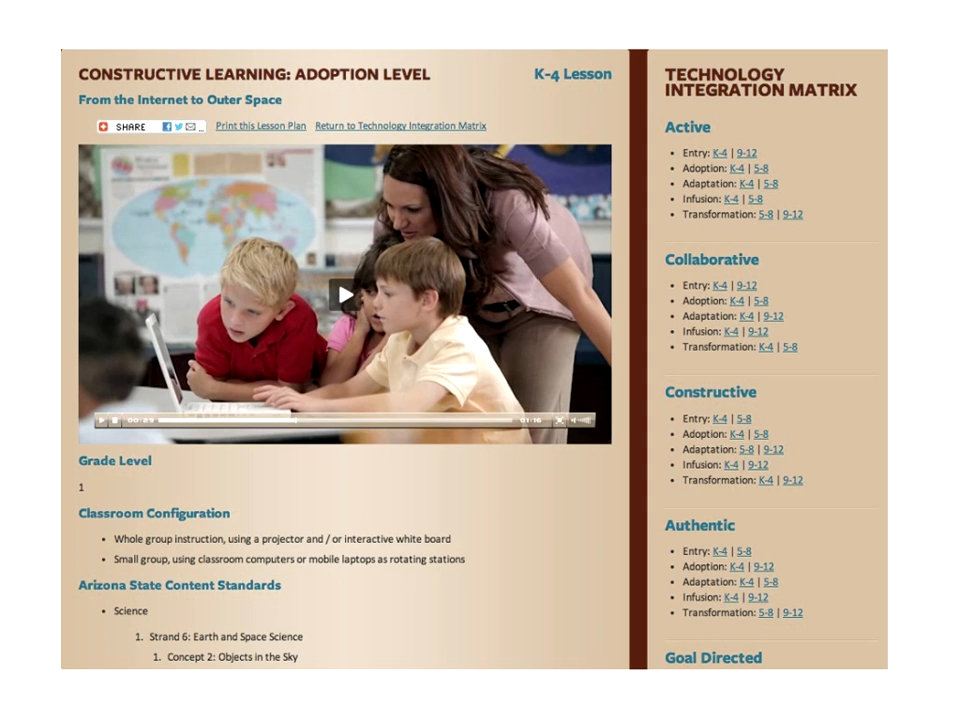 CONSTRUCTIVE LEARNING: ADOPTION LEVEL
K-4 Lesson
From the Internet to Outer Space
SHARE
Print this Lesson Plan Return to Technology Integration Matrix
00:23
01:16
Grade Level
1
Classroom Configuration
• Whole group instruction, using a projector and / or interactive white board
• Small group, using classroom computers or mobile laptops as rotating stations
Arizona State Content Standards
• Science
1. Strand 6: Earth and Space Science
1. Concept 2: Objects in the Sky
TECHNOLOGY
INTEGRATION MATRIX
Active
• Entry: K-4 | 9-12
• Adoption: K-4 | 5-8
• Adaptation: K-4 | 5-8
• Infusion: K-4 | 5-8
• Transformation: 5-8 | 9-12
Collaborative
• Entry: K-4 | 9-12
• Adoption: K-4 | 5-8
• Adaptation: K-4 | 9-12
• Infusion: K-4 | 9-12
• Transformation: K-4 | 5-8
Constructive
• Entry: K-4 | 5-8
• Adoption: K-4 | 5-8
• Adaptation: 5-8 | 9-12
• Infusion: K-4 | 9-12
• Transformation: K-4 | 9-12
Authentic
• Entry: K-4 | 5-8
• Adoption: K-4 | 9-12
• Adaptation: K-4 | 5-8
• Infusion: K-4 | 9-12
• Transformation: 5-8 | 9-12
Goal Directed